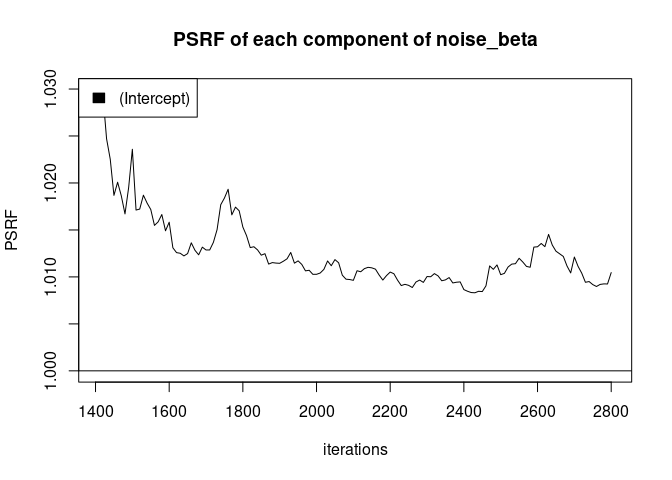 PSRF of each component of noise_beta
(Intercept)
PSRF
1.030
1.020
1.010
1.000
1400 1600 1800 2000 2200 2400 2600 2800
iterations